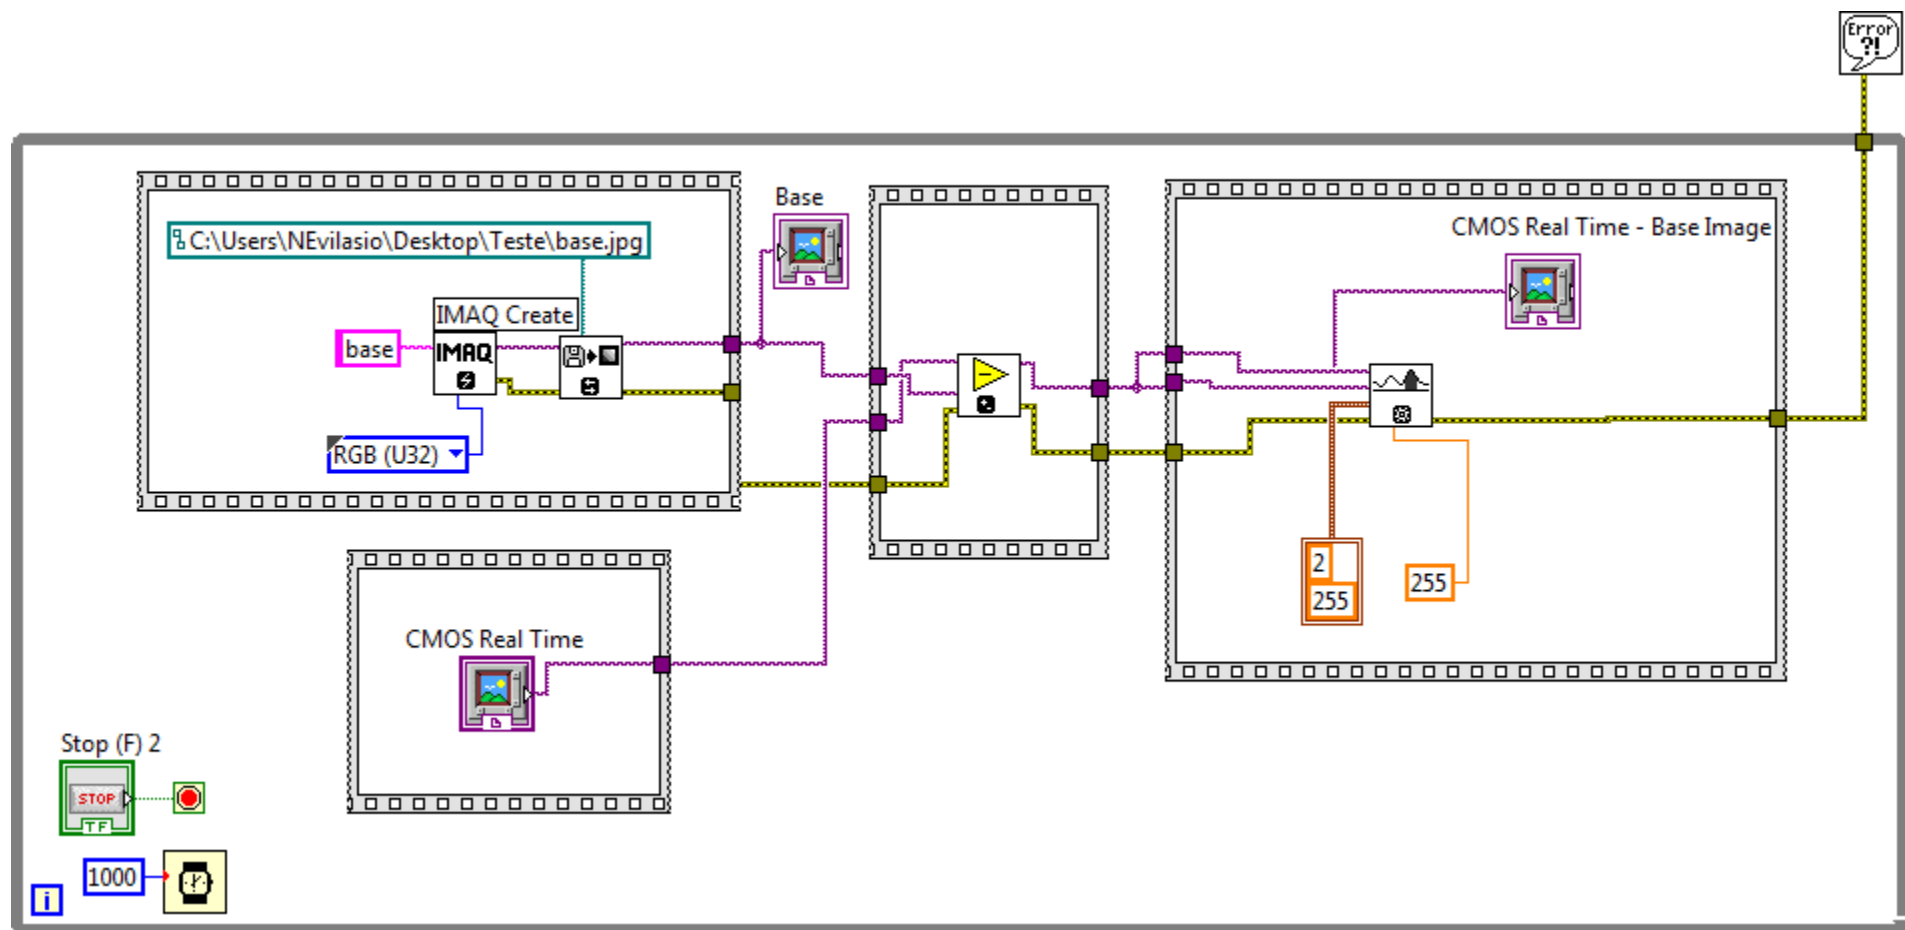 Error
?!
Base
CMOS Real Time - Base Image
C:\Users\NEvilasio\Desktop\Teste\base.jpg
IMAQ Create
base
IMAQ
RGB (U32)
2
255
255
CMOS Real Time
Stop (F) 2
STOP
TF
1000
i